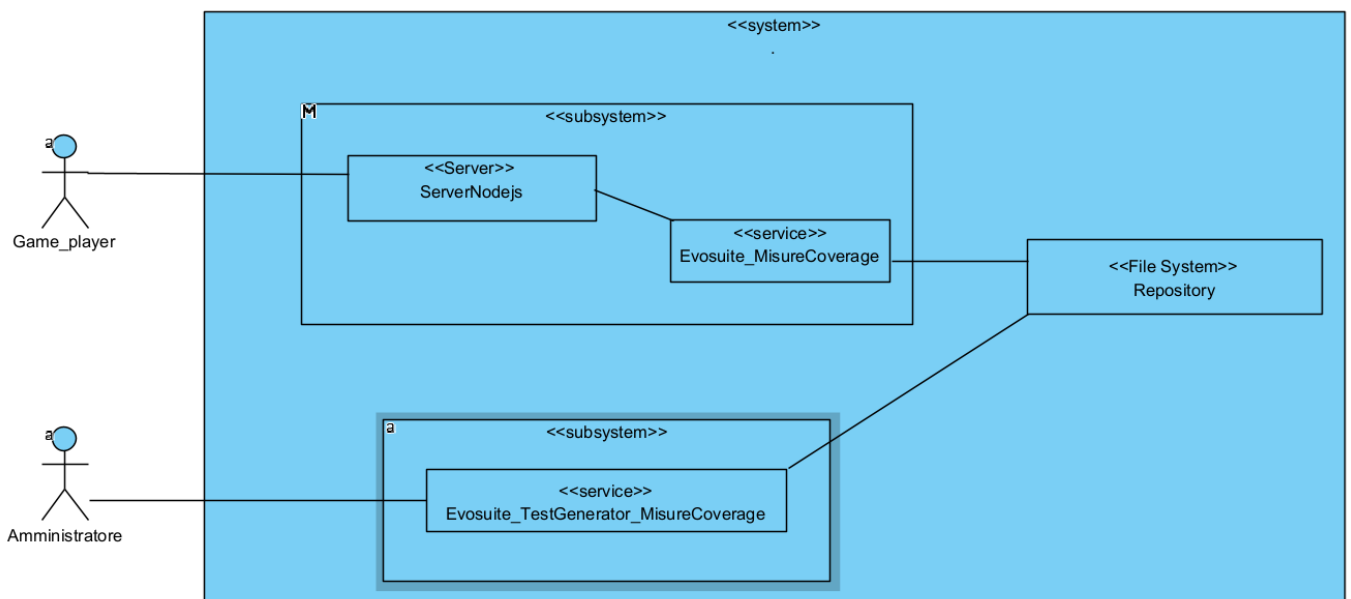 <<system>>
.
M
<<subsystem>>
a
<<Server>>
ServerNodejs
Game_player
<<service>>
Evosuite_MisureCoverage
<<File System>>
Repository
a
a
<<subsystem>>
<<service>>
Evosuite_TestGenerator_MisureCoverage
Amministratore